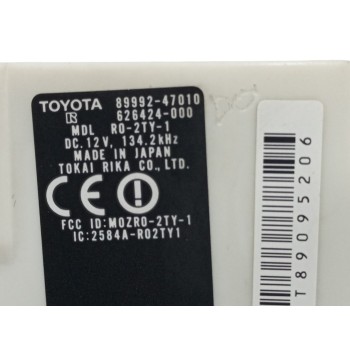 TOYOTA 89992-47010
R 626424-000
MDL RO-2TY-1
DC.12V, 134.2kHz
MADE IN JAPAN
TOKAI RIKA CO., LTD.
CE
FCC ID:MOZRO-2TY-1
IC:2584A-RO2TY1
T89095206